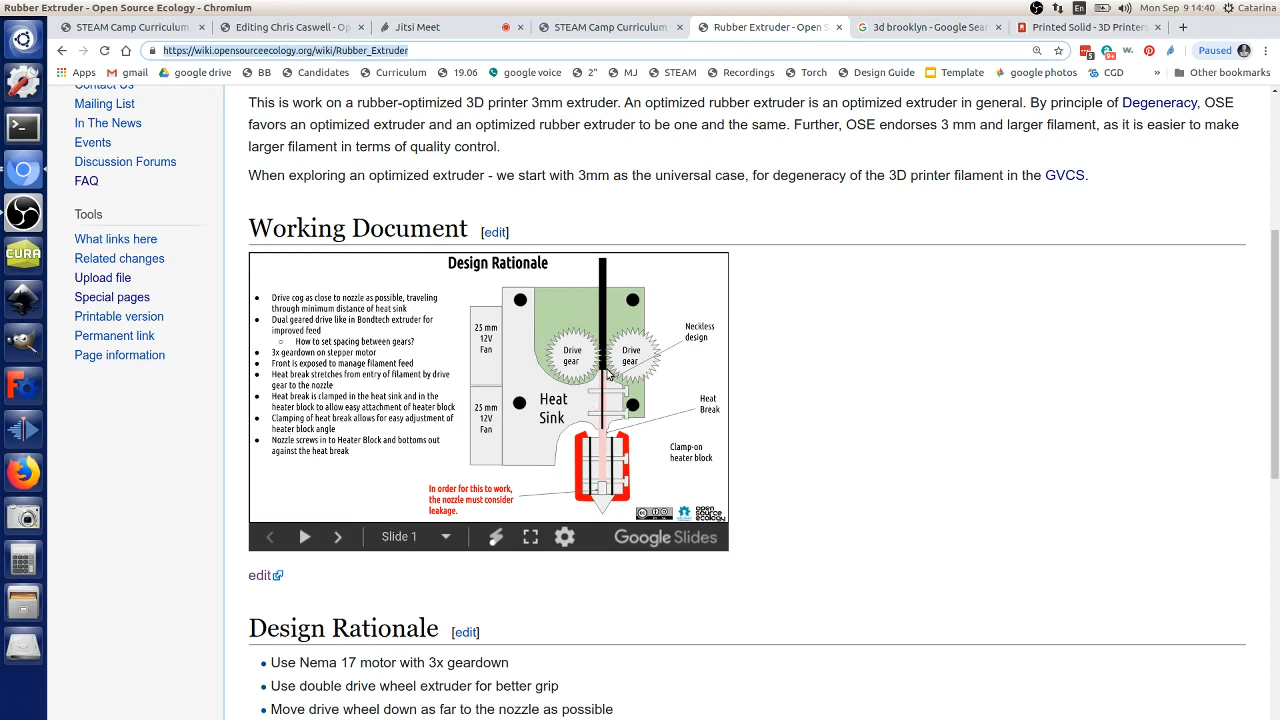 Rubber Extruder - Open Source Ecology - Chromium
En
Mon Sep 9 14:40
Catarina
STEAM Camp Curriculum
Editing Chris Caswell - Op
Jitsi Meet
STEAM Camp Curriculum
Rubber Extruder - Open S
3d brooklyn - Google Sear
Printed Solid - 3D Printers
https://wiki.opensourceecology.org/wiki/Rubber_Extruder
Paused
Apps
gmail
google drive
BB
Candidates
Curriculum
19.06
google voice
2"
MJ
STEAM
Recordings
Torch
Design Guide
Template
google photos
CGD
»
Other bookmarks
Contact Us
Mailing List
In The News
Events
Discussion Forums
FAQ
Tools
What links here
Related changes
Upload file
Special pages
Printable version
Permanent link
Page information
This is work on a rubber-optimized 3D printer 3mm extruder. An optimized rubber extruder is an optimized extruder in general. By principle of Degeneracy, OSE
favors an optimized extruder and an optimized rubber extruder to be one and the same. Further, OSE endorses 3 mm and larger filament, as it is easier to make
larger filament in terms of quality control.
When exploring an optimized extruder - we start with 3mm as the universal case, for degeneracy of the 3D printer filament in the GVCS.
Working Document [edit]
Design Rationale
● Drive cog as close to nozzle as possible, traveling
through minimum distance of heat sink
● Dual geared drive like in Bondtech extruder for
improved feed
○ How to set spacing between gears?
● 3x geardown on stepper motor
● Front is exposed to manage filament feed
● Heat break stretches from entry of filament by drive
gear to the nozzle
● Heat break is clamped in the heat sink and in the
heater block to allow easy attachment of heater block
● Clamping of heat break allows for easy adjustment of
heater block angle
● Nozzle screws in to Heater Block and bottoms out
against the heat break
25 mm
12V
Fan
25 mm
12V
Fan
Drive
gear
Drive
gear
Heat
Sink
Neckless
design
Heat
Break
Clamp-on
heater block
In order for this to work,
the nozzle must consider
leakage.
open
source
ecology
Slide 1
Google Slides
edit
Design Rationale [edit]
• Use Nema 17 motor with 3x geardown
• Use double drive wheel extruder for better grip
• Move drive wheel down as far to the nozzle as possible
CURA